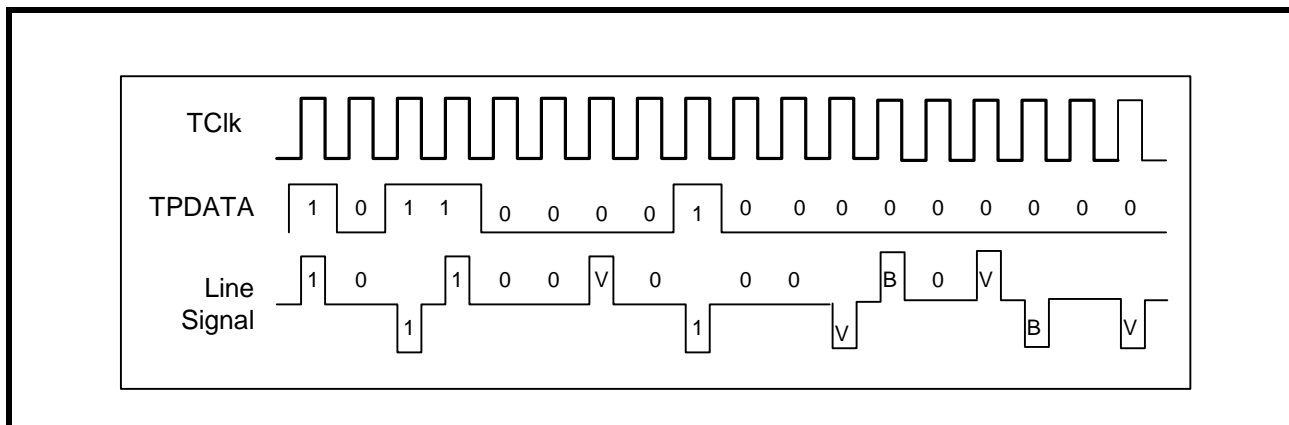 TClk
TPDATA 1 0 1 1 0 0 0 0 1 0 0 0 0 0 0 0 0 0
Line Signal 1 0 1 1 0 0 V 0 1 0 0 V B 0 V B V